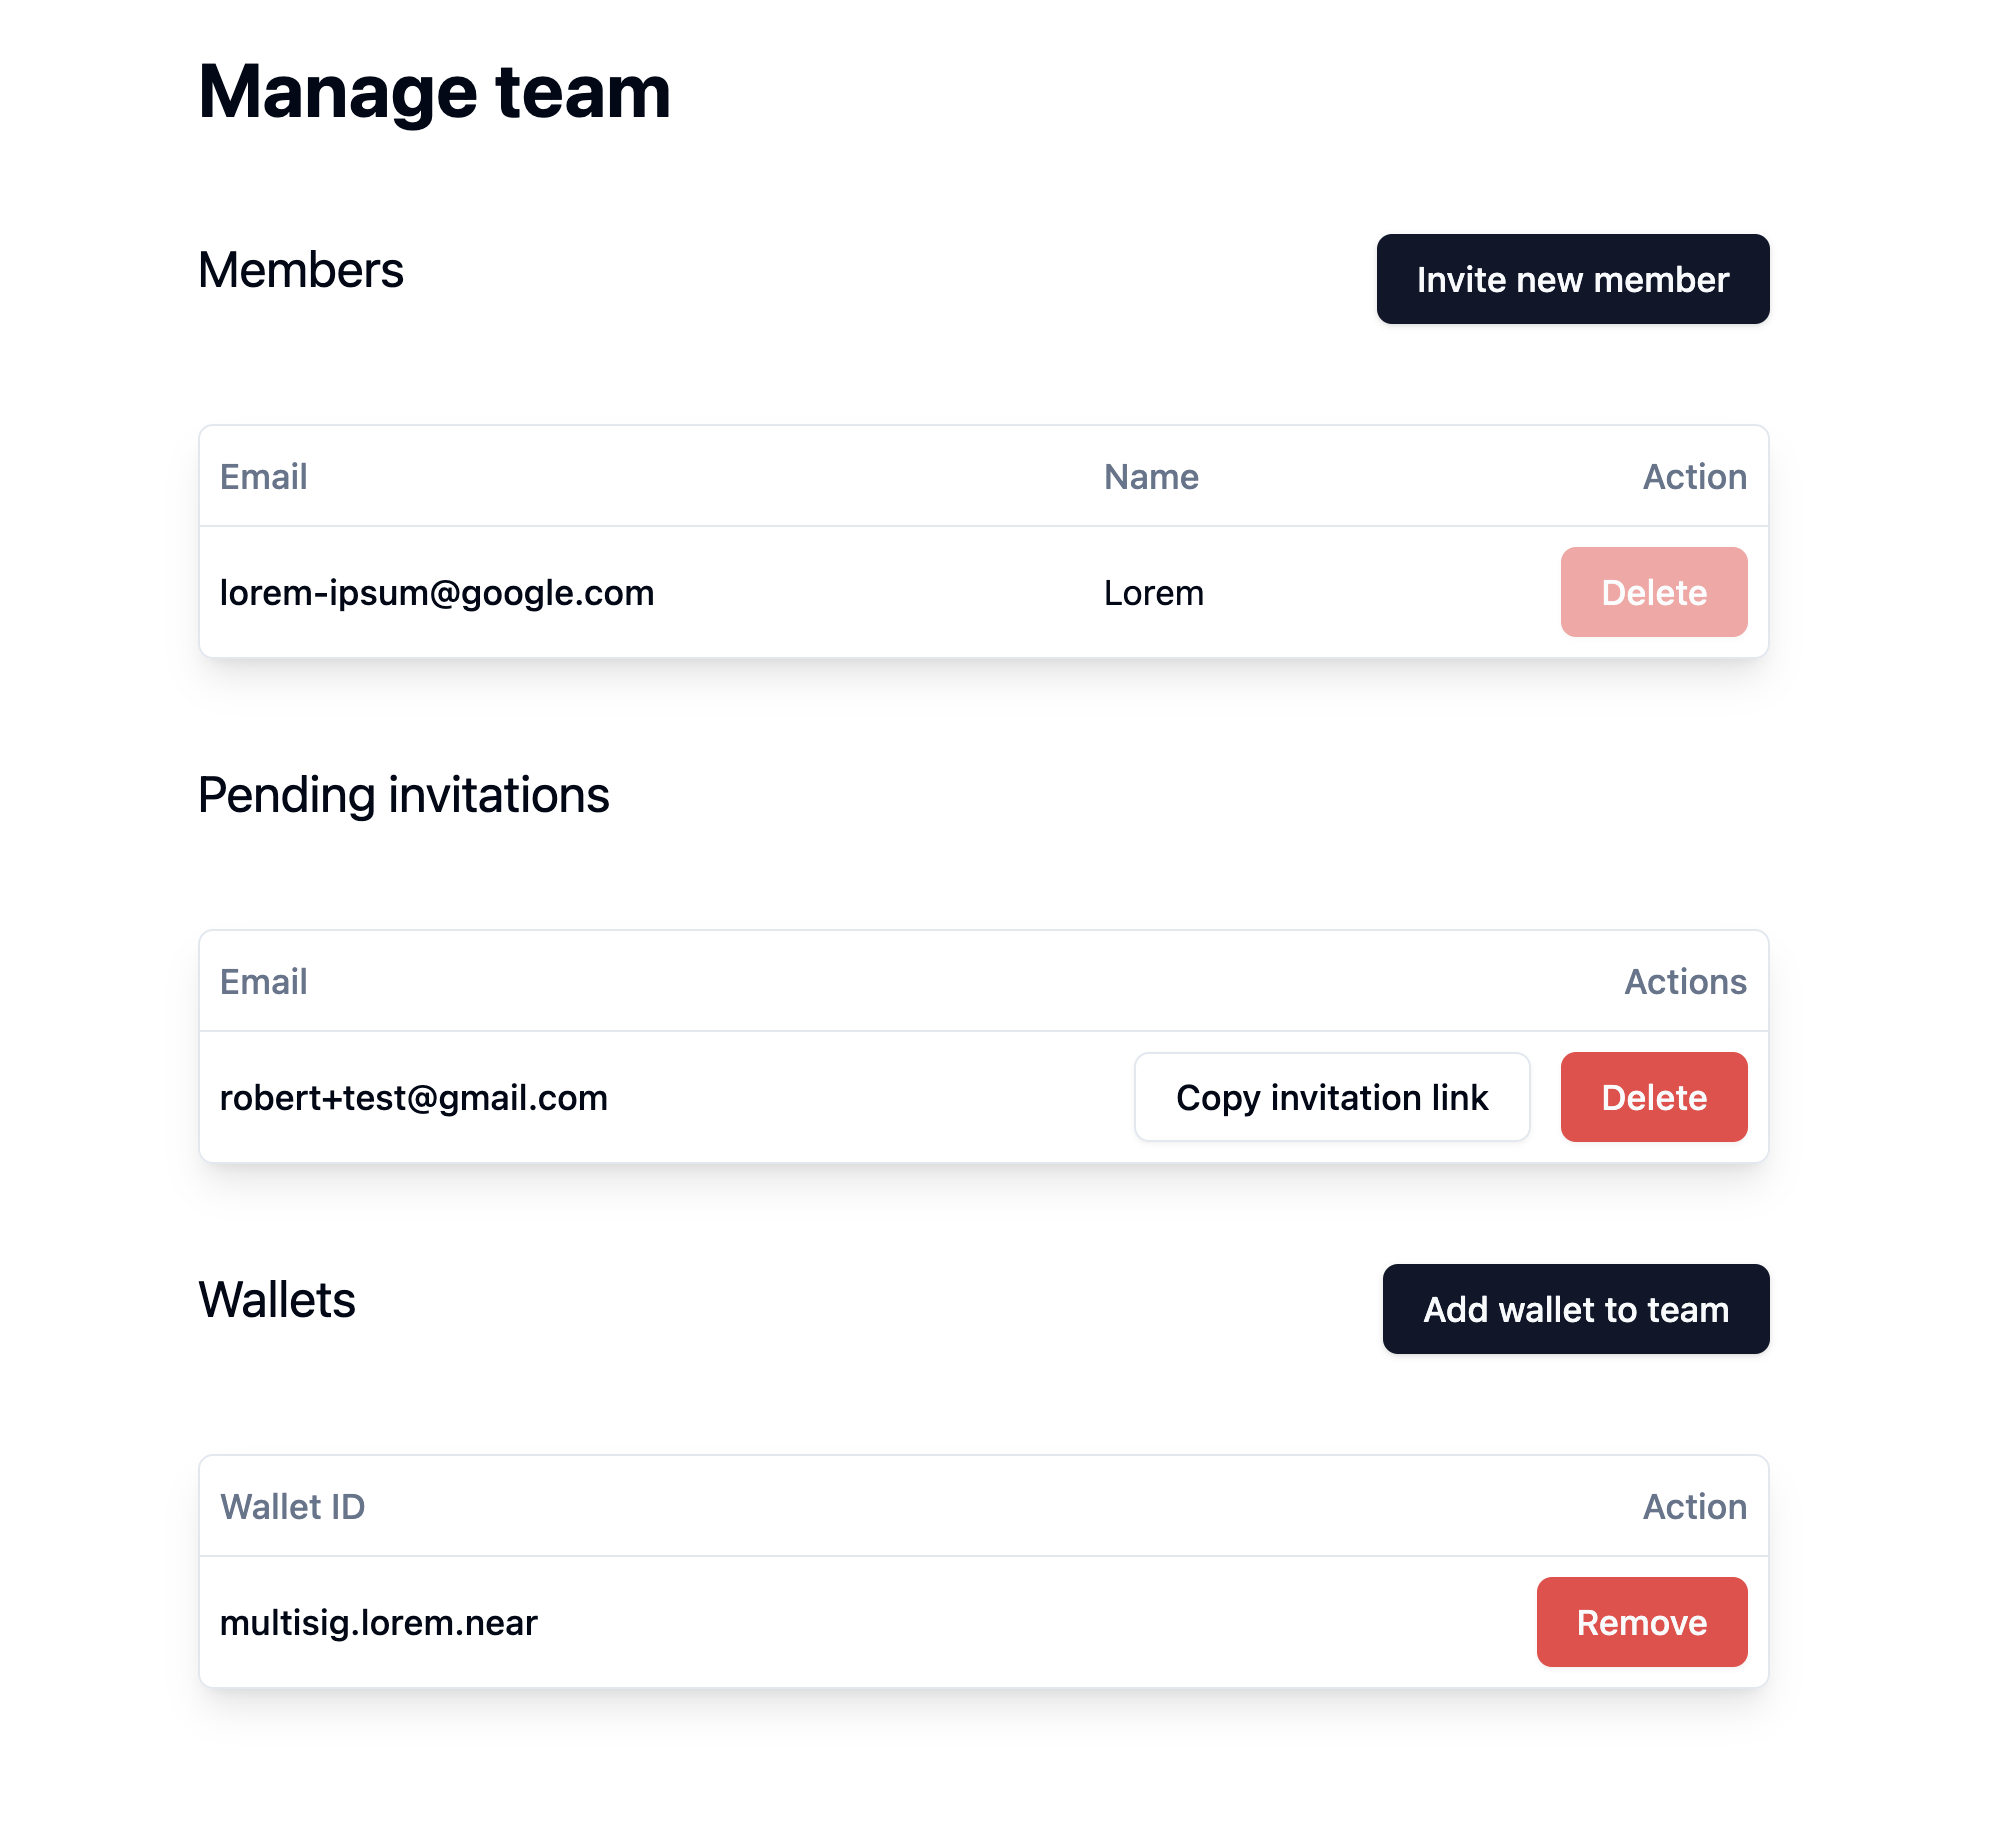 Manage team
Members
Invite new member
Email Name Action
lorem-ipsum@google.com Lorem Delete
Pending invitations
Email Actions
robert+test@gmail.com Copy invitation link Delete
Wallets
Add wallet to team
Wallet ID Action
multisig.lorem.near Remove